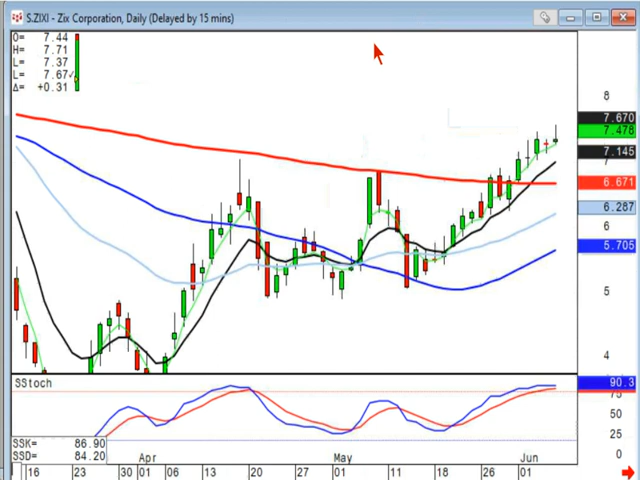 S.ZIXI - Zix Corporation, Daily (Delayed by 15 mins)
O= 7.44
H= 7.71
L= 7.37
L= 7.67✓
Δ= +0.31
8
7.670
7.478
7.145
7
6.671
6.287
6
5.705
5
4
SStoch
90.3
75
50
25
0
SSK= 86.90
SSD= 84.20
Apr
May
Jun
16
23
30
01
06
13
20
27
01
11
18
26
01